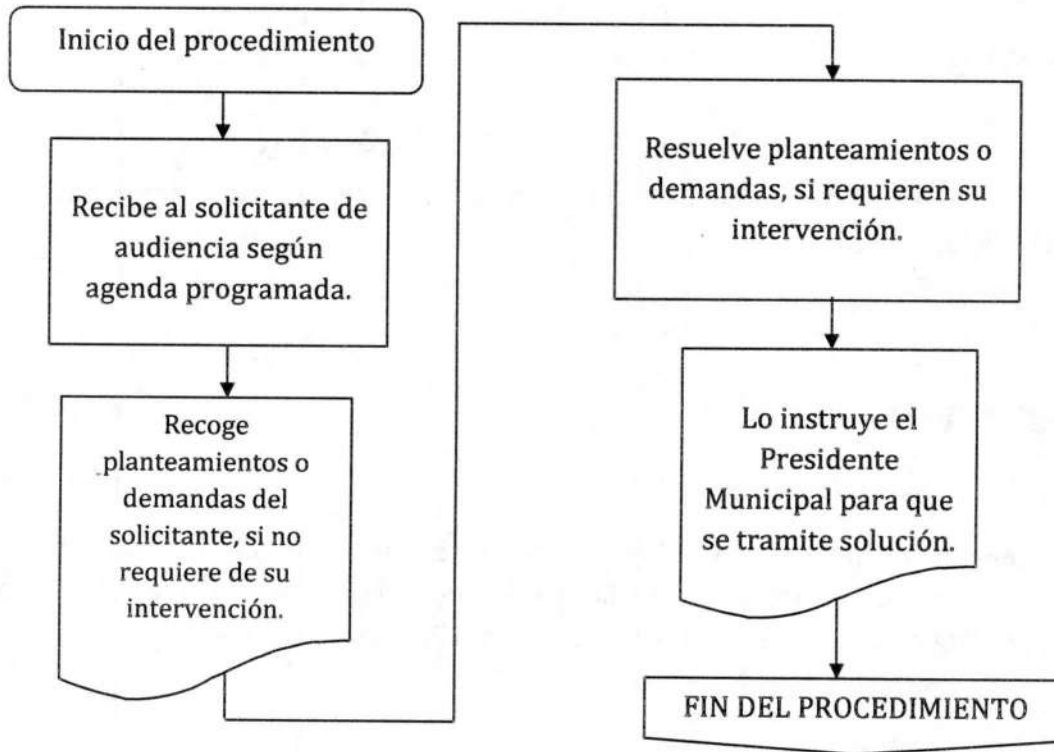 Inicio del procedimiento
Recibe al solicitante de
audiencia según
agenda programada.
Recoge
planteamientos o
demandas del
solicitante, si no
requiere de su
intervención.
Resuelve planteamientos o
demandas, si requieren su
intervención.
Lo instruye el
Presidente
Municipal para que
se tramite solución.
FIN DEL PROCEDIMIENTO